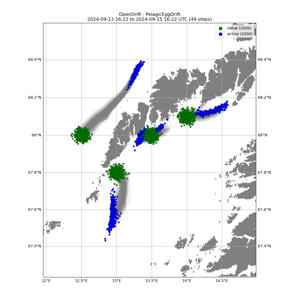 OpenDrift - PelagicEggDrift
2024-09-13 16:22 to 2024-09-15 16:22 UTC (49 steps)
initial (2000)
active (2000)
68.4°N
68.4°N
68.2°N
68.2°N
68°N
68°N
67.8°N
67.8°N
67.6°N
67.6°N
67.4°N
67.4°N
12°E
12.5°E
13°E
13.5°E
14°E
14.5°E